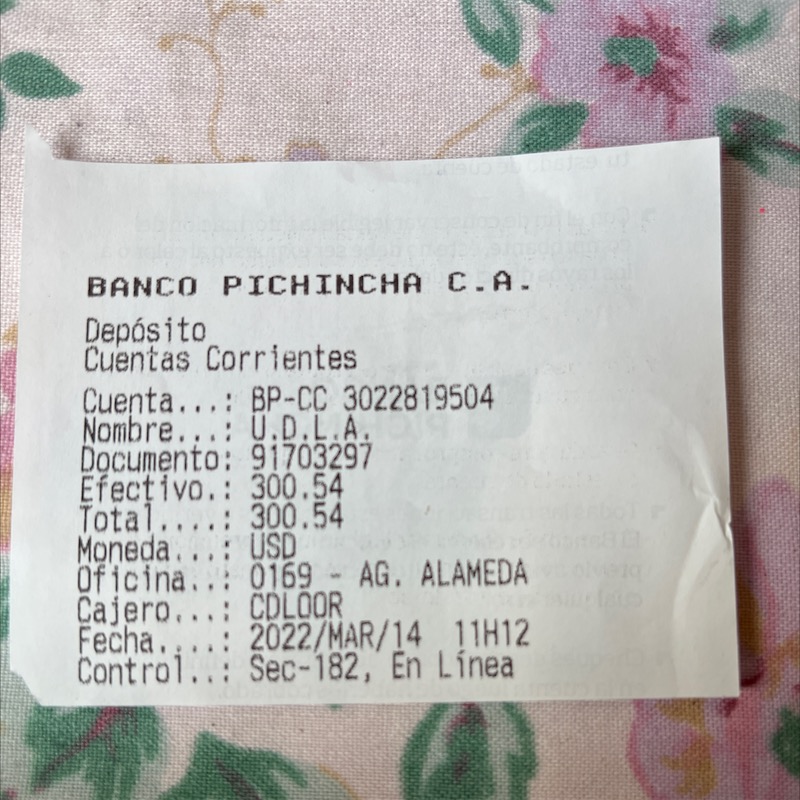 BANCO PICHINCHA C.A.
Depósito
Cuentas Corrientes
Cuenta...: BP-CC 3022819504
Nombre...: U.D.L.A.
Documento: 91703297
Efectivo.: 300.54
Total....: 300.54
Moneda...: USD
Oficina..: 0169 - AG. ALAMEDA
Cajero...: CDLOOR
Fecha....: 2022/MAR/14 11H12
Control..: Sec-182, En Línea